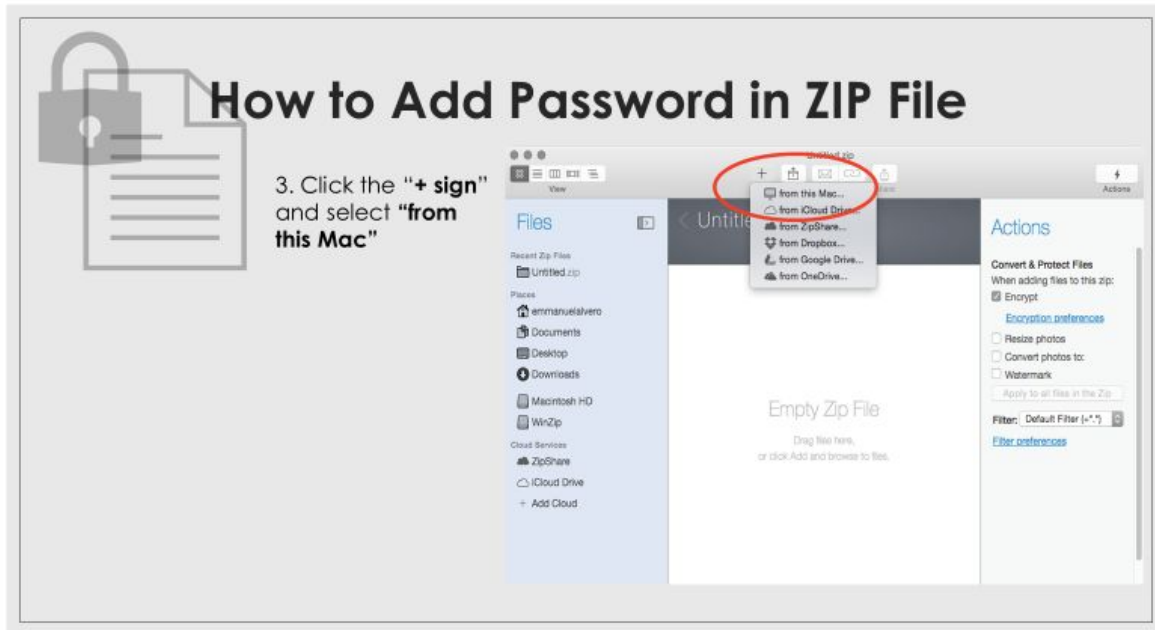 How to Add Password in ZIP File
3. Click the "+ sign"
and select "from
this Mac"
Untitled.zip
View
Actions
+
from this Mac...
from iCloud Drive...
from ZipShare...
from Dropbox...
from Google Drive...
from OneDrive...
Files
Recent Zip Files
Untitled.zip
Places
emmanuelalvero
Documents
Desktop
Downloads
Macintosh HD
WinZip
Cloud Services
ZipShare
iCloud Drive
+ Add Cloud
Empty Zip File
Drag files here,
or click Add and browse to files.
Actions
Convert & Protect Files
When adding files to this zip:
Encrypt
Encryption preferences
Resize photos
Convert photos to:
Watermark
Apply to all files in the Zip
Filter: Default Filter (+*.*)
Filter preferences